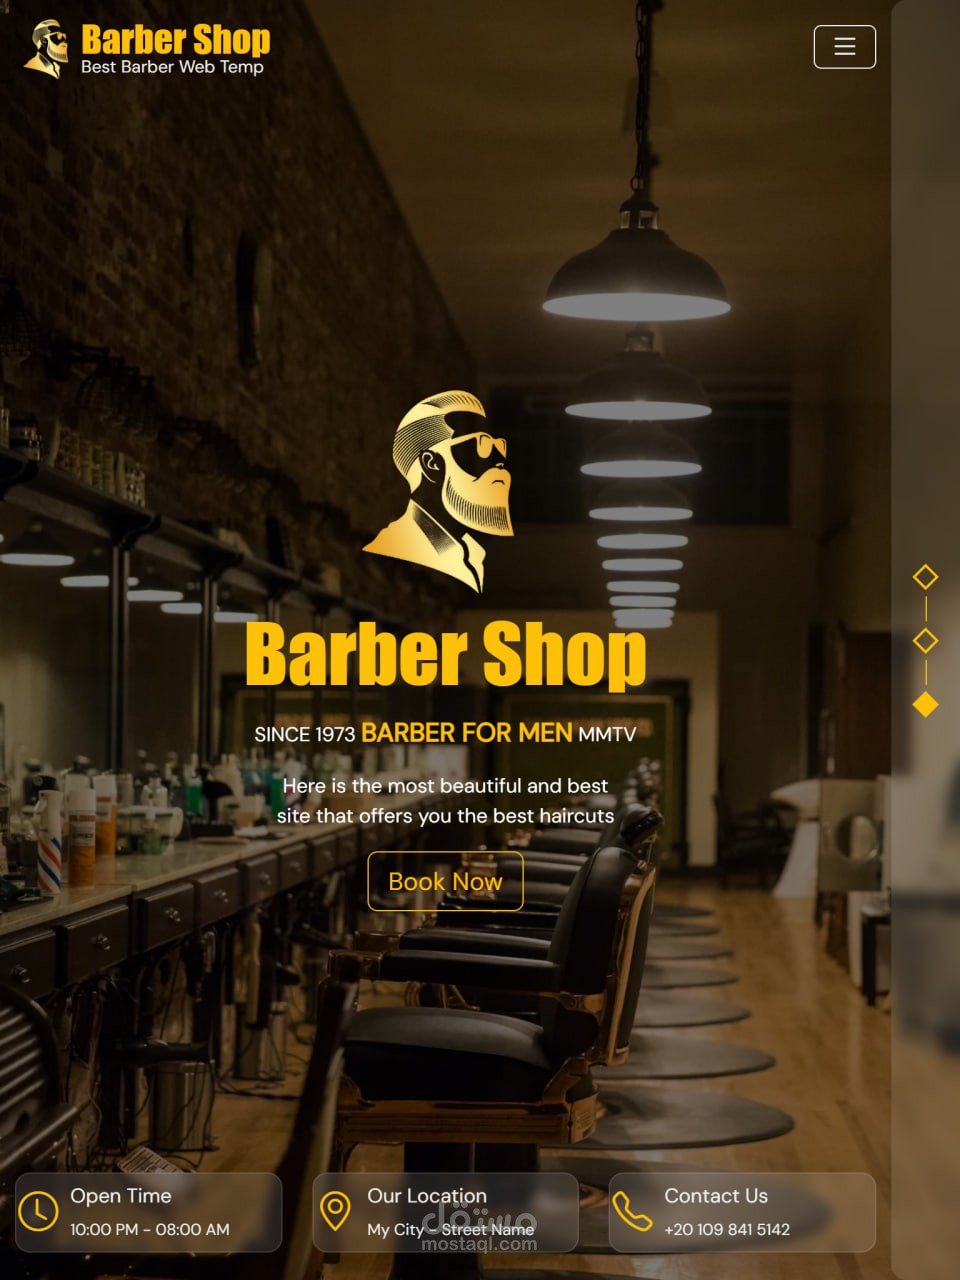 Barber Shop
Best Barber Web Temp
Barber Shop
SINCE 1973 BARBER FOR MEN MMTV
Here is the most beautiful and best
site that offers you the best haircuts
Book Now
Open Time
10:00 PM - 08:00 AM
Our Location
My City - Street Name
Contact Us
+20 109 841 5142
مستقل
mostaql.com